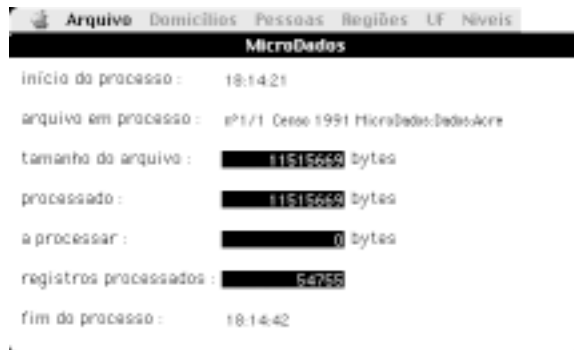 Arquivo Domicílios Pessoas Regiões UF Níveis
MicroDados
início do processo : 18:14:21
arquivo em processo : nº1/1 Censo 1991 MicroDados:Dados:Acre
tamanho do arquivo : 11515669 bytes
processado : 11515669 bytes
a processar : 0 bytes
registros processados : 54755
fim do processo : 18:14:42